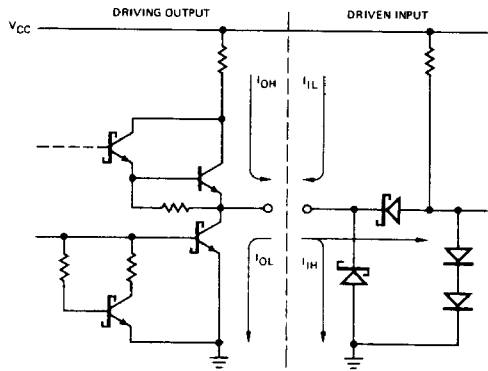 DRIVING OUTPUT
DRIVEN INPUT
VCC
IOH
IIL
IOL
IIH